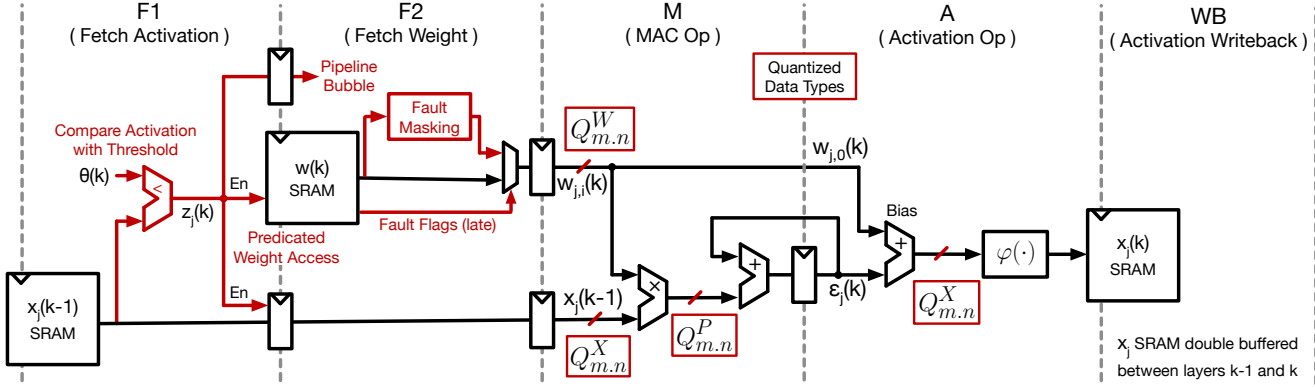 F1
( Fetch Activation )
F2
( Fetch Weight )
M
( MAC Op )
A
( Activation Op )
WB
( Activation Writeback )
Pipeline
Bubble
Quantized
Data Types
Fault
Masking
Compare Activation
with Threshold
θ(k)
<
z_j(k)
En
w(k)
SRAM
Fault Flags (late)
Predicated
Weight Access
Q^W_{m.n}
w_{j,i}(k)
w_{j,0}(k)
Bias
+
φ(·)
x_j(k)
SRAM
x_j(k-1)
SRAM
En
x_j(k-1)
×
+
ε_j(k)
Q^X_{m.n}
Q^P_{m.n}
Q^X_{m.n}
x_j SRAM double buffered
between layers k-1 and k